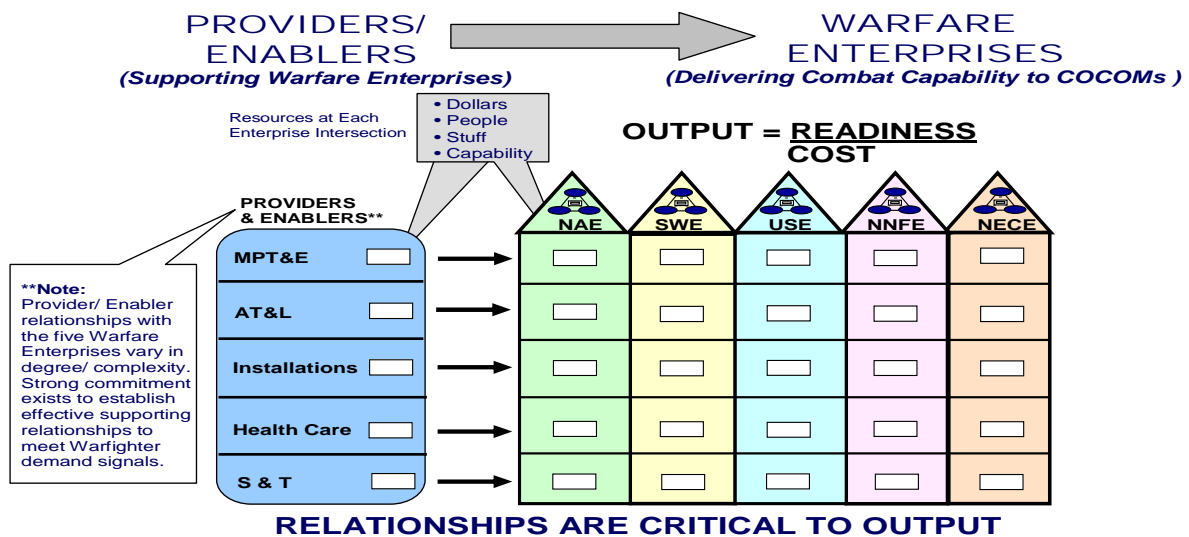 PROVIDERS/
ENABLERS
(Supporting Warfare Enterprises)
WARFARE
ENTERPRISES
(Delivering Combat Capability to COCOMs )
Resources at Each
Enterprise Intersection
• Dollars
• People
• Stuff
• Capability
OUTPUT = READINESS
COST
PROVIDERS
& ENABLERS**
NAE
SWE
USE
NNFE
NECE
MPT&E
AT&L
Installations
Health Care
S & T
**Note:
Provider/ Enabler
relationships with
the five Warfare
Enterprises vary in
degree/ complexity.
Strong commitment
exists to establish
effective supporting
relationships to
meet Warfighter
demand signals.
RELATIONSHIPS ARE CRITICAL TO OUTPUT